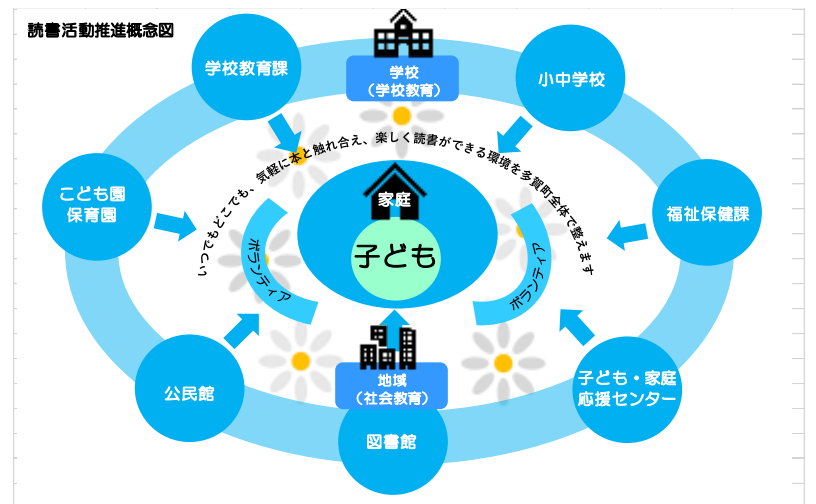 読書活動推進概念図
学校教育課
学校
（学校教育）
小中学校
いつでもどこでも、気軽に本と触れ合え、楽しく読書ができる環境を多賀町全体で整えます
こども園
保育園
福祉保健課
家庭
子ども
ボランティア
ボランティア
公民館
地域
（社会教育）
子ども・家庭
応援センター
図書館